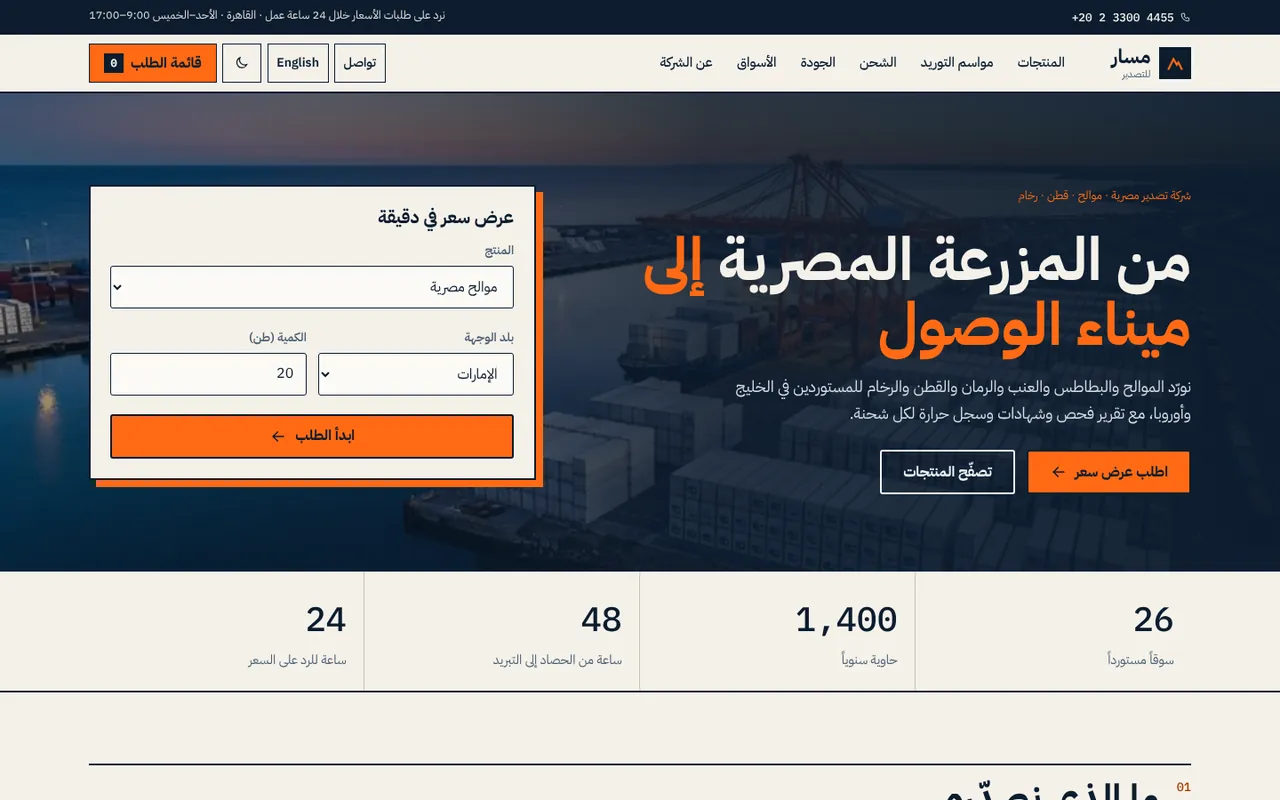 +20 2 3300 4455
نرد على طلبات الأسعار خلال 24 ساعة عمل · القاهرة · الأحد–الخميس 9:00–17:00
مسار
للتصدير
المنتجات
مواسم التوريد
الشحن
الجودة
الأسواق
عن الشركة
تواصل
English
قائمة الطلب 0
شركة تصدير مصرية · موالح · قطن · رخام
من المزرعة المصرية إلى
ميناء الوصول
نورّد الموالح والبطاطس والعنب والرمان والقطن والرخام للمستوردين في الخليج
وأوروبا، مع تقرير فحص وشهادات وسجل حرارة لكل شحنة.
اطلب عرض سعر ←
تصفّح المنتجات
عرض سعر في دقيقة
المنتج
موالح مصرية
بلد الوجهة
الكمية (طن)
الإمارات
20
ابدأ الطلب ←
26
سوقاً مستورداً
1,400
حاوية سنوياً
48
ساعة من الحصاد إلى التبريد
24
ساعة للرد على السعر
01
ما الذي نصدّره